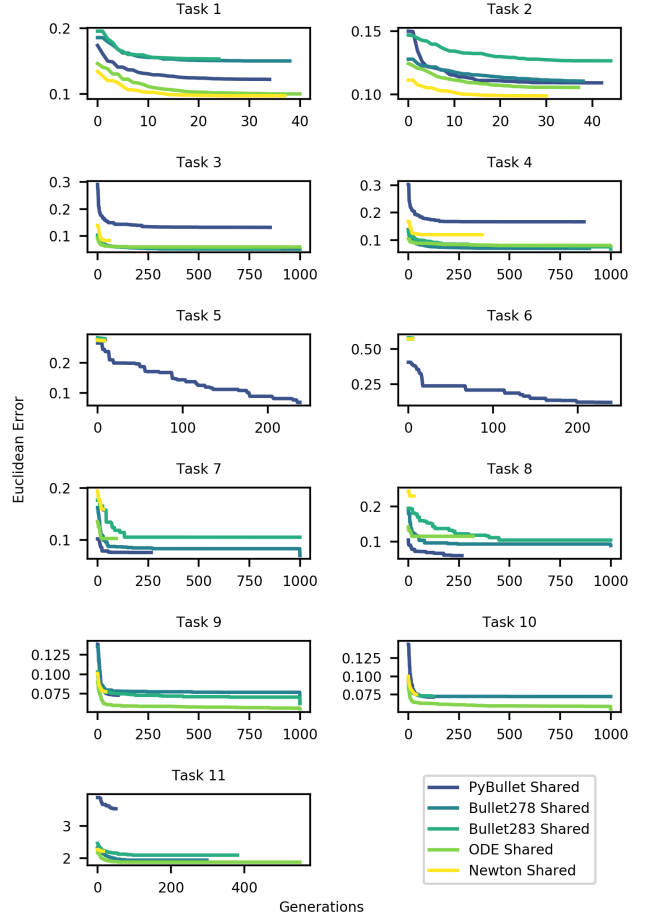 Task 1
0.2
0.1
0 10 20 30 40
Task 2
0.15
0.10
0 20 40
Task 3
0.3
0.2
0.1
0 250 500 750 1000
Task 4
0.3
0.2
0.1
0 250 500 750 1000
Task 5
0.2
0.1
0 100 200
Task 6
0.50
0.25
0 100 200
Euclidean Error
Task 7
0.2
0.1
0 250 500 750 1000
Task 8
0.2
0.1
0 250 500 750 1000
Task 9
0.125
0.100
0.075
0 250 500 750 1000
Task 10
0.125
0.100
0.075
0 250 500 750 1000
Task 11
3
2
0 200 400
PyBullet Shared
Bullet278 Shared
Bullet283 Shared
ODE Shared
Newton Shared
Generations